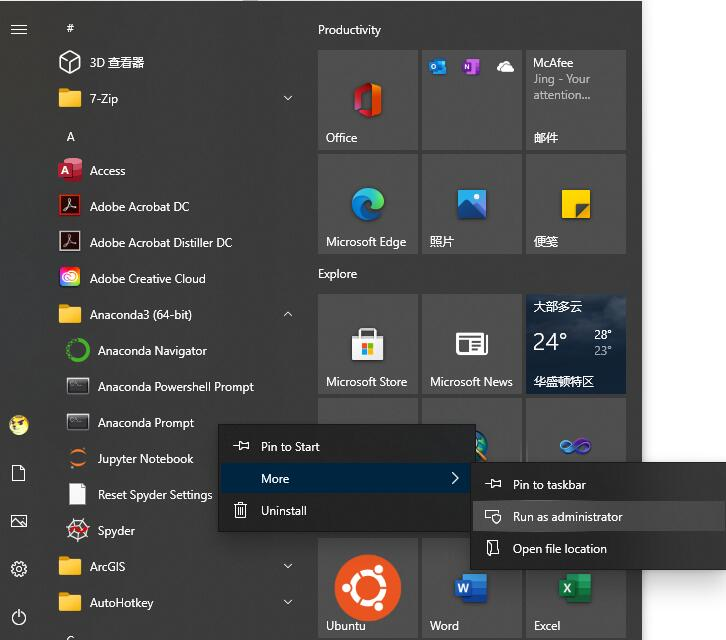 #
3D 查看器
7-Zip
A
Access
Adobe Acrobat DC
Adobe Acrobat Distiller DC
Adobe Creative Cloud
Anaconda3 (64-bit)
Anaconda Navigator
Anaconda Powershell Prompt
Anaconda Prompt
Jupyter Notebook
Reset Spyder Settings
Spyder
ArcGIS
AutoHotkey
Productivity
Office
McAfee
Jing - Your
attention...
邮件
Microsoft Edge
照片
便笺
Explore
Microsoft Store
Microsoft News
大部多云
24°
28°
23°
华盛顿特区
Ubuntu
Word
Excel
Pin to Start
More
Uninstall
Pin to taskbar
Run as administrator
Open file location